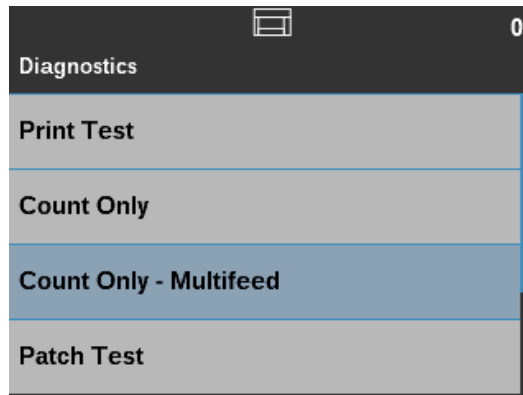 0
Diagnostics
Print Test
Count Only
Count Only - Multifeed
Patch Test